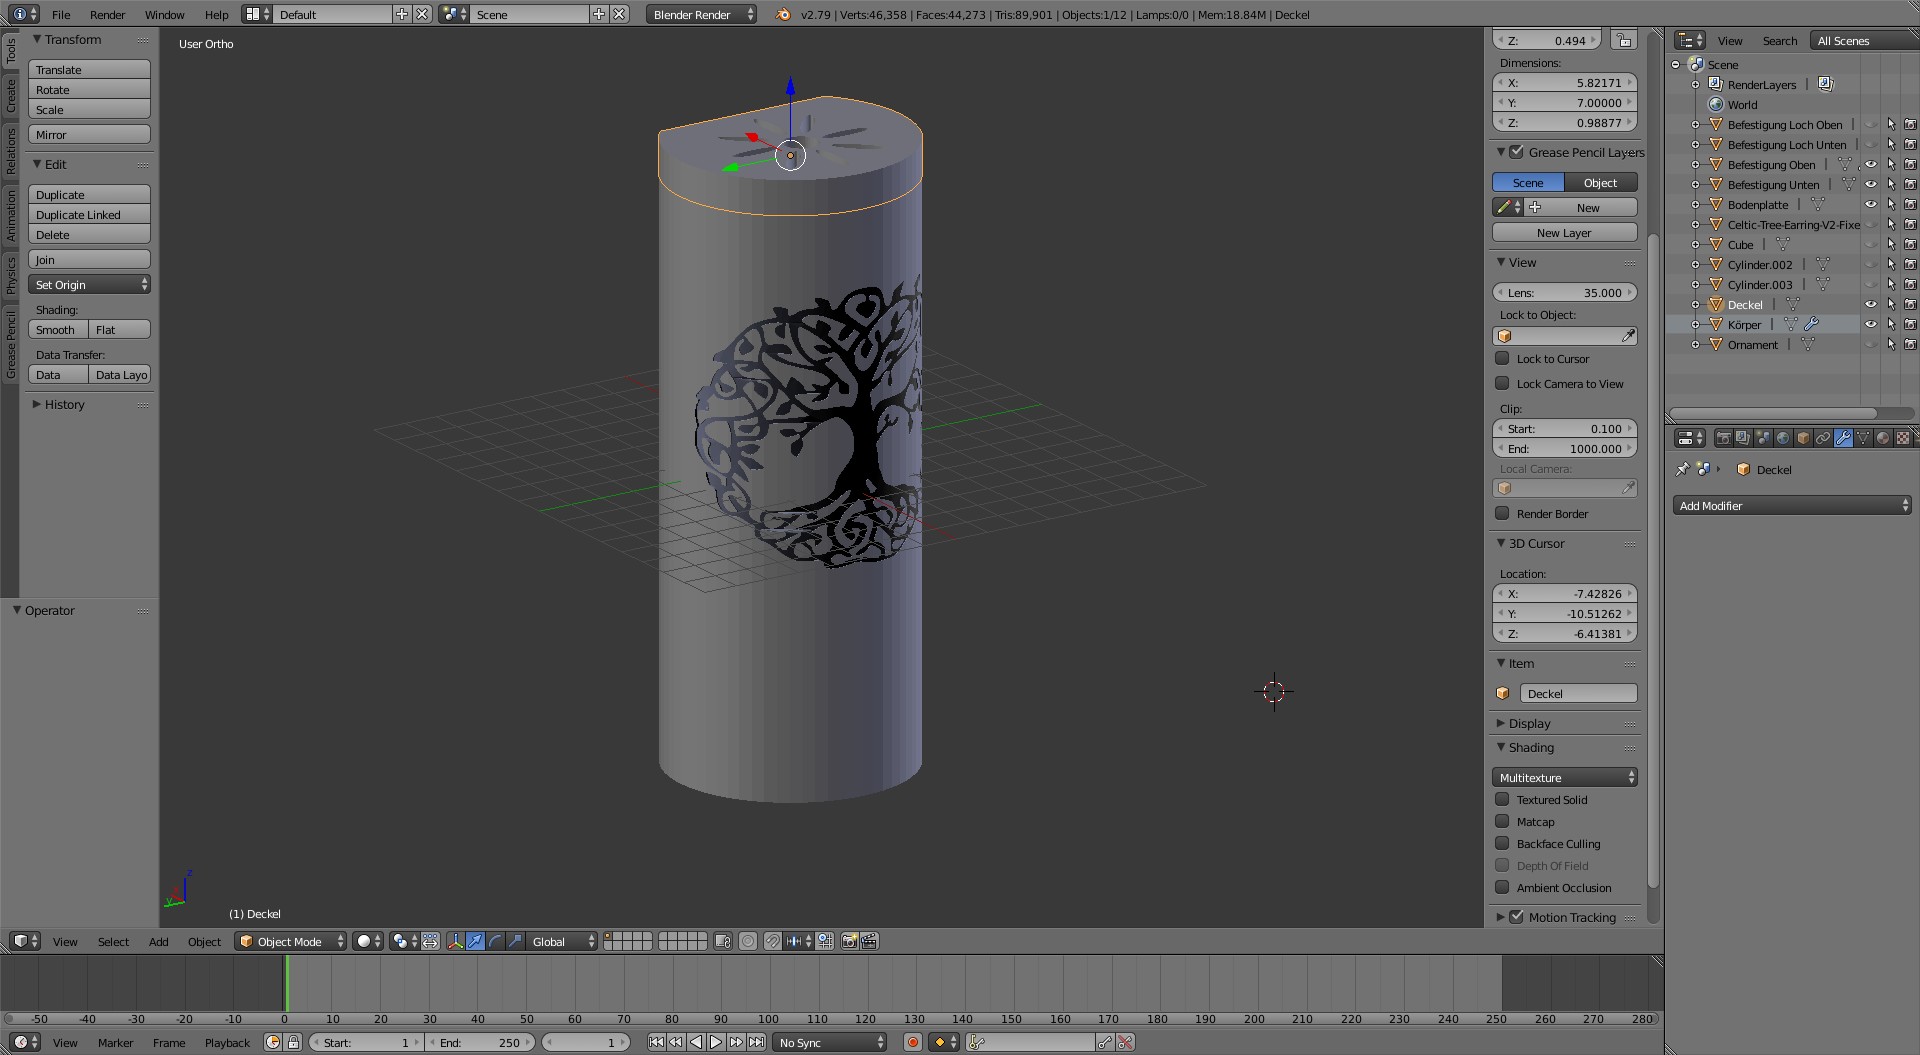 File Render Window Help Default Scene Blender Render v2.79 | Verts:46,358 | Faces:44,273 | Tris:89,901 | Objects:1/12 | Lamps:0/0 | Mem:18.84M | Deckel
Tools
Create
Relations
Animation
Physics
Grease Pencil
Transform
Translate
Rotate
Scale
Mirror
Edit
Duplicate
Duplicate Linked
Delete
Join
Set Origin
Shading:
Smooth Flat
Data Transfer:
Data Data Layo
History
Operator
User Ortho
(1) Deckel
Z: 0.494
Dimensions:
X: 5.82171
Y: 7.00000
Z: 0.98877
Grease Pencil Layers
Scene Object
New
New Layer
View
Lens: 35.000
Lock to Object:
Lock to Cursor
Lock Camera to View
Clip:
Start: 0.100
End: 1000.000
Local Camera:
Render Border
3D Cursor
Location:
X: -7.42826
Y: -10.51262
Z: -6.41381
Item
Deckel
Display
Shading
Multitexture
Textured Solid
Matcap
Backface Culling
Depth Of Field
Ambient Occlusion
Motion Tracking
View Search All Scenes
Scene
RenderLayers
World
Befestigung Loch Oben
Befestigung Loch Unten
Befestigung Oben
Befestigung Unten
Bodenplatte
Celtic-Tree-Earring-V2-Fixe
Cube
Cylinder.002
Cylinder.003
Deckel
Körper
Ornament
Deckel
Add Modifier
View Select Add Object Object Mode Global
-50 -40 -30 -20 -10 0 10 20 30 40 50 60 70 80 90 100 110 120 130 140 150 160 170 180 190 200 210 220 230 240 250 260 270 280
View Marker Frame Playback Start: 1 End: 250 1 No Sync
z